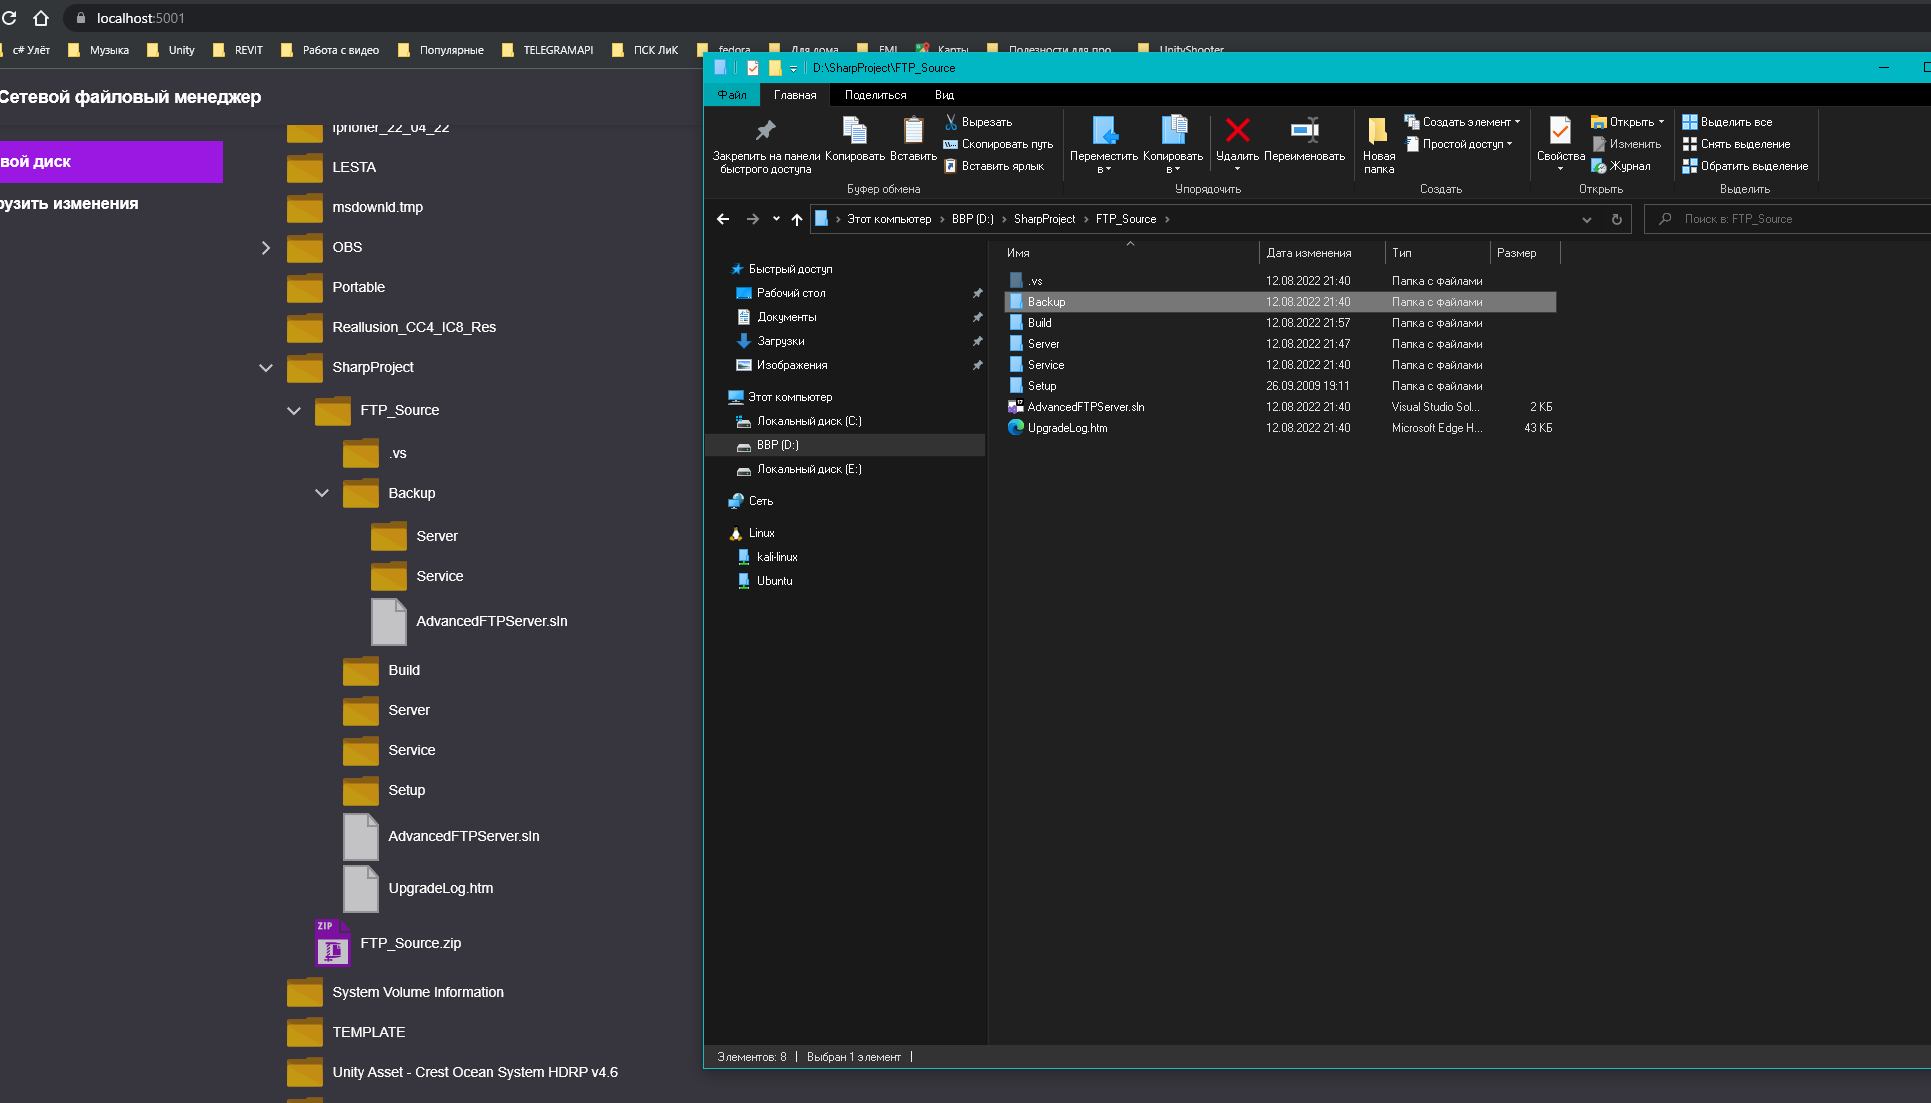 localhost:5001
c# Улёт
Музыка
Unity
REVIT
Работа с видео
Популярные
TELEGRAMAPI
ПСК ЛиК
fedora
Для дома
EMI
Карты
Полезности для про...
UnityShooter
Сетевой файловый менеджер
вой диск
рузить изменения
iphoner_22_04_22
LESTA
msdownld.tmp
OBS
Portable
Reallusion_CC4_IC8_Res
SharpProject
FTP_Source
.vs
Backup
Server
Service
AdvancedFTPServer.sln
Build
Server
Service
Setup
AdvancedFTPServer.sln
UpgradeLog.htm
ZIP
FTP_Source.zip
System Volume Information
TEMPLATE
Unity Asset - Crest Ocean System HDRP v4.6
D:\SharpProject\FTP_Source
Файл
Главная
Поделиться
Вид
Закрепить на панели
быстрого доступа
Копировать
Вставить
Вырезать
Скопировать путь
Вставить ярлык
Буфер обмена
Переместить
в
Копировать
в
Удалить
Переименовать
Упорядочить
Новая
папка
Создать элемент
Простой доступ
Создать
Свойства
Открыть
Изменить
Журнал
Открыть
Выделить все
Снять выделение
Обратить выделение
Выделить
Этот компьютер
BBP (D:)
SharpProject
FTP_Source
Поиск в: FTP_Source
Быстрый доступ
Рабочий стол
Документы
Загрузки
Изображения
Этот компьютер
Локальный диск (C:)
BBP (D:)
Локальный диск (E:)
Сеть
Linux
kali-linux
Ubuntu
Имя Дата изменения Тип Размер
.vs 12.08.2022 21:40 Папка с файлами
Backup 12.08.2022 21:40 Папка с файлами
Build 12.08.2022 21:57 Папка с файлами
Server 12.08.2022 21:47 Папка с файлами
Service 12.08.2022 21:40 Папка с файлами
Setup 26.09.2009 19:11 Папка с файлами
AdvancedFTPServer.sln 12.08.2022 21:40 Visual Studio Sol... 2 КБ
UpgradeLog.htm 12.08.2022 21:40 Microsoft Edge H... 43 КБ
Элементов: 8
Выбран 1 элемент